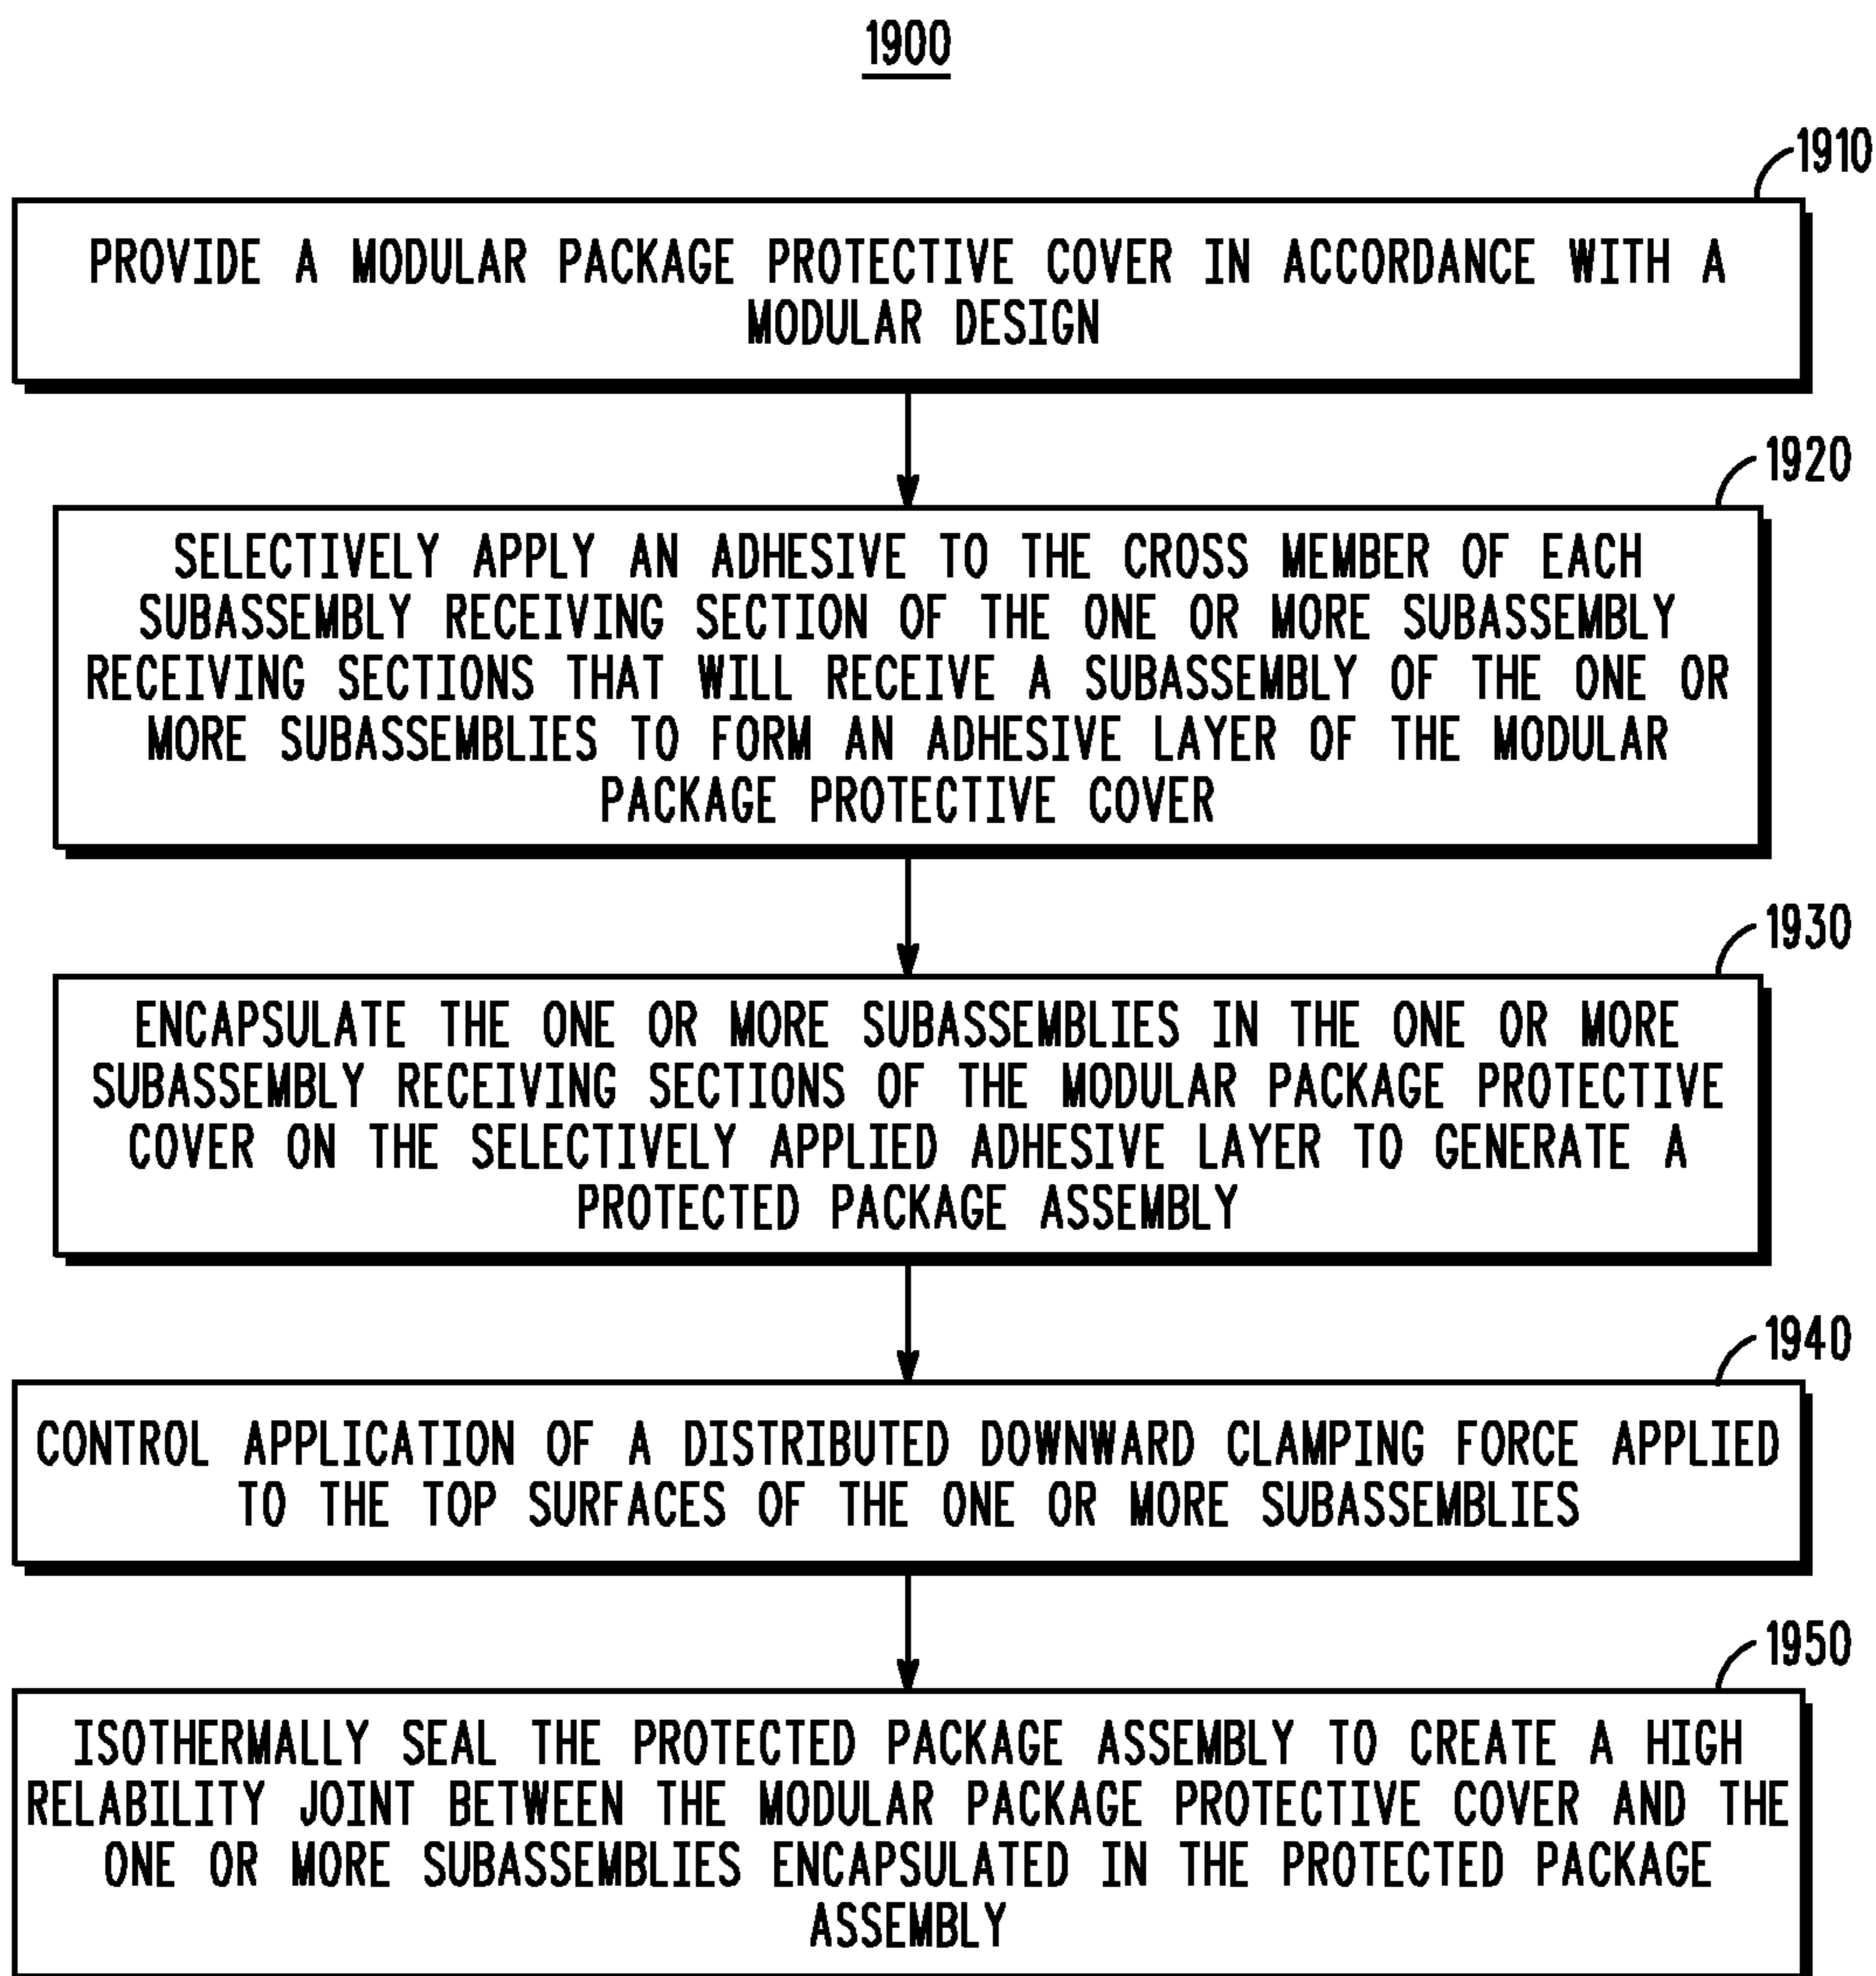 1900
1910
PROVIDE A MODULAR PACKAGE PROTECTIVE COVER IN ACCORDANCE WITH A
MODULAR DESIGN
1920
SELECTIVELY APPLY AN ADHESIVE TO THE CROSS MEMBER OF EACH
SUBASSEMBLY RECEIVING SECTION OF THE ONE OR MORE SUBASSEMBLY
RECEIVING SECTIONS THAT WILL RECEIVE A SUBASSEMBLY OF THE ONE OR
MORE SUBASSEMBLIES TO FORM AN ADHESIVE LAYER OF THE MODULAR
PACKAGE PROTECTIVE COVER
1930
ENCAPSULATE THE ONE OR MORE SUBASSEMBLIES IN THE ONE OR MORE
SUBASSEMBLY RECEIVING SECTIONS OF THE MODULAR PACKAGE PROTECTIVE
COVER ON THE SELECTIVELY APPLIED ADHESIVE LAYER TO GENERATE A
PROTECTED PACKAGE ASSEMBLY
1940
CONTROL APPLICATION OF A DISTRIBUTED DOWNWARD CLAMPING FORCE APPLIED
TO THE TOP SURFACES OF THE ONE OR MORE SUBASSEMBLIES
1950
ISOTHERMALLY SEAL THE PROTECTED PACKAGE ASSEMBLY TO CREATE A HIGH
RELABILITY JOINT BETWEEN THE MODULAR PACKAGE PROTECTIVE COVER AND THE
ONE OR MORE SUBASSEMBLIES ENCAPSULATED IN THE PROTECTED PACKAGE
ASSEMBLY